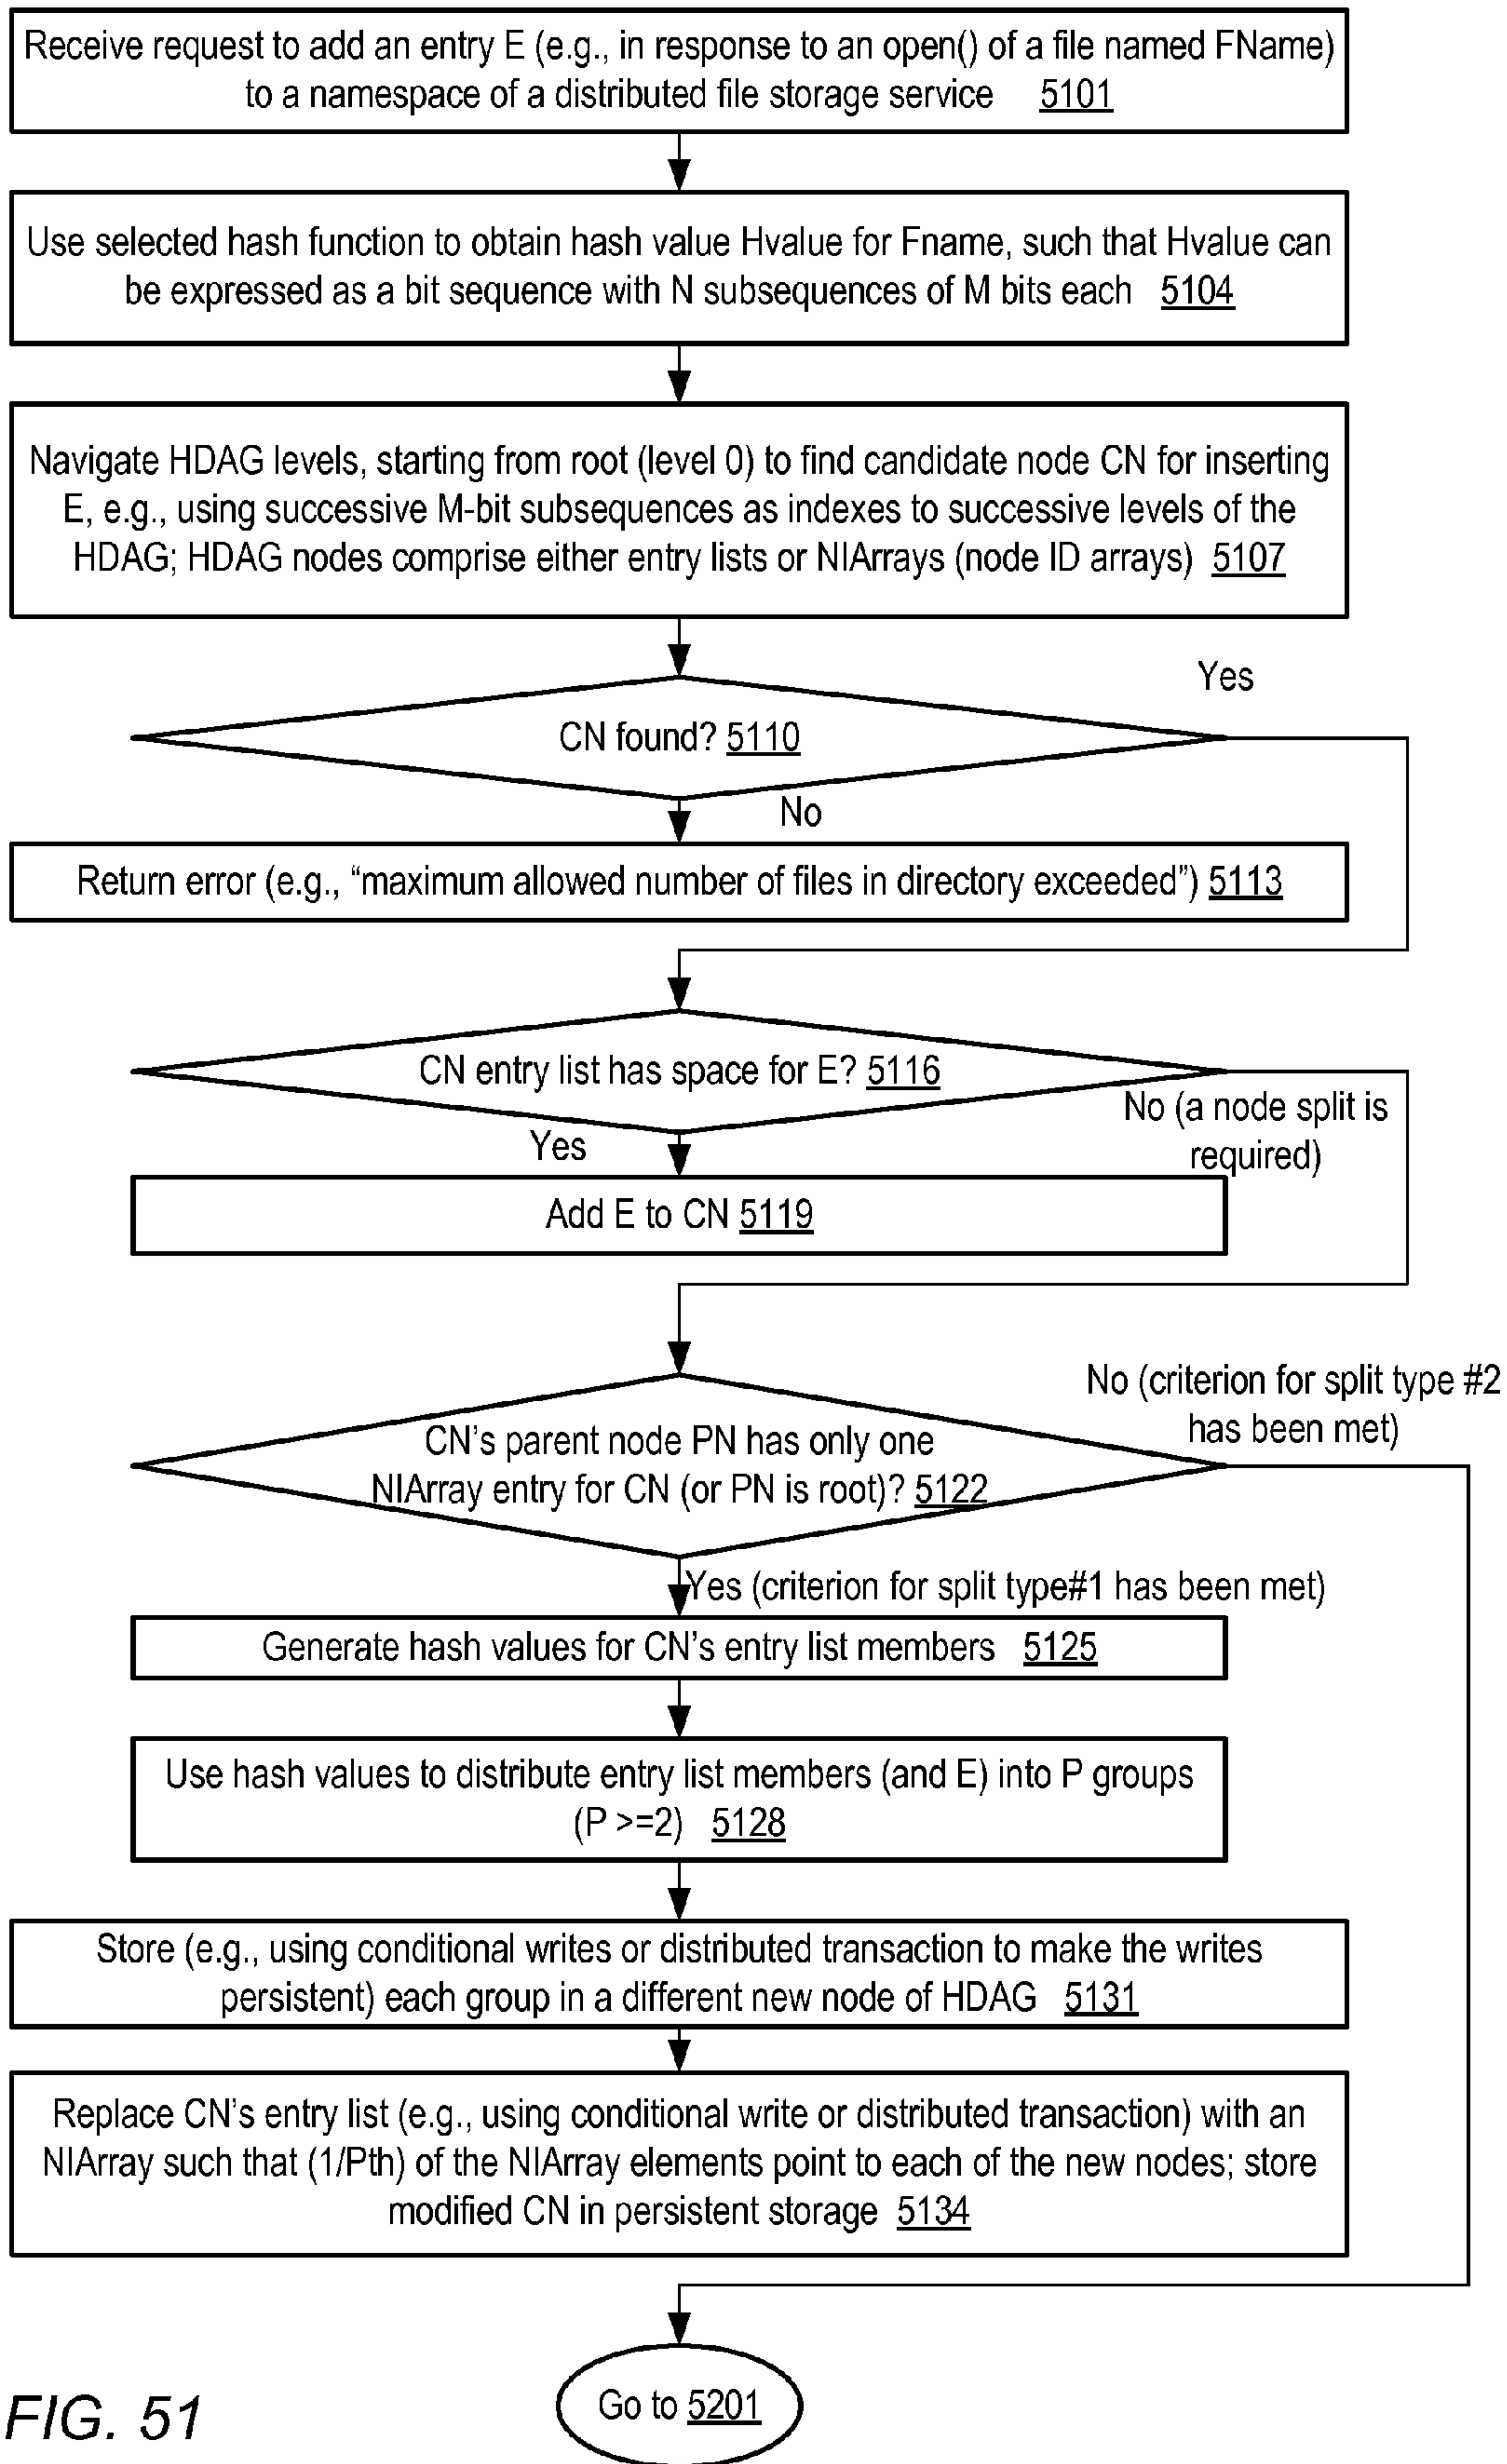 Receive request to add an entry E (e.g., in response to an open() of a file named FName)
to a namespace of a distributed file storage service 5101
Use selected hash function to obtain hash value Hvalue for Fname, such that Hvalue can
be expressed as a bit sequence with N subsequences of M bits each 5104
Navigate HDAG levels, starting from root (level 0) to find candidate node CN for inserting
E, e.g., using successive M-bit subsequences as indexes to successive levels of the
HDAG; HDAG nodes comprise either entry lists or NIArrays (node ID arrays) 5107
Yes
CN found? 5110
No
Return error (e.g., “maximum allowed number of files in directory exceeded”) 5113
CN entry list has space for E? 5116
No (a node split is
required)
Yes
Add E to CN 5119
No (criterion for split type #2
has been met)
CN’s parent node PN has only one
NIArray entry for CN (or PN is root)? 5122
Yes (criterion for split type#1 has been met)
Generate hash values for CN’s entry list members 5125
Use hash values to distribute entry list members (and E) into P groups
(P >=2) 5128
Store (e.g., using conditional writes or distributed transaction to make the writes
persistent) each group in a different new node of HDAG 5131
Replace CN’s entry list (e.g., using conditional write or distributed transaction) with an
NIArray such that (1/Pth) of the NIArray elements point to each of the new nodes; store
modified CN in persistent storage 5134
Go to 5201
FIG. 51